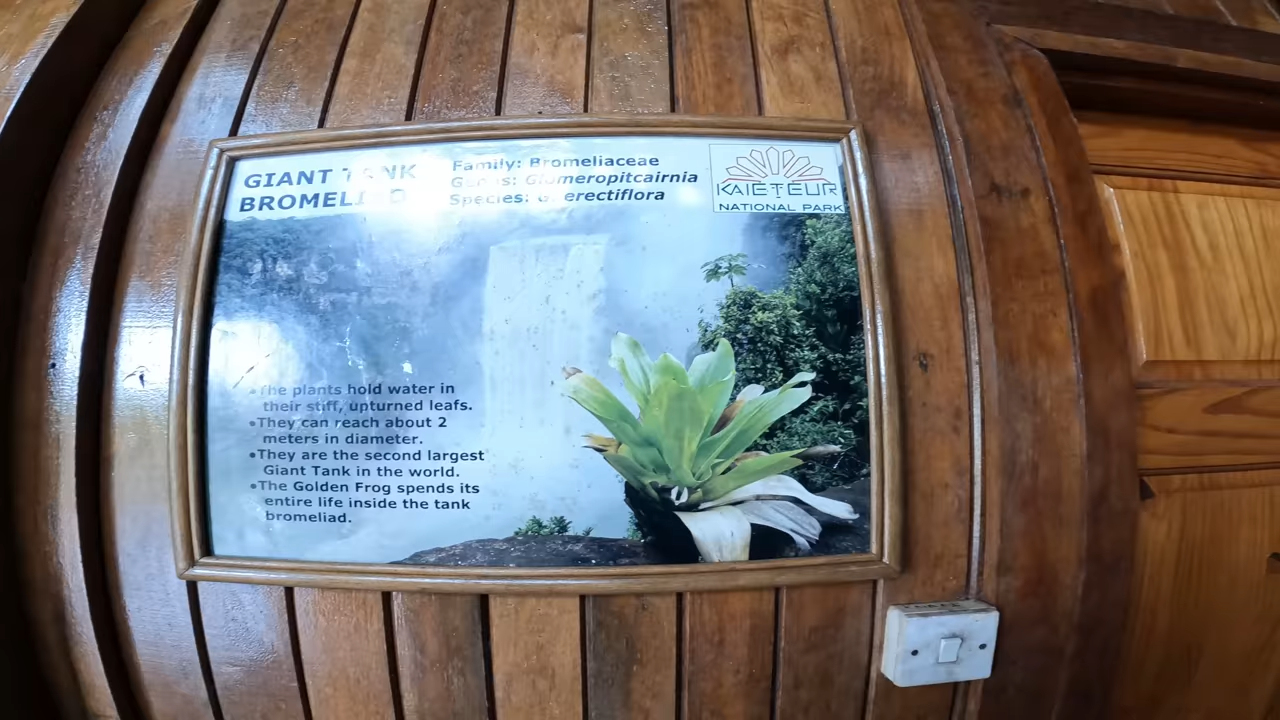 GIANT TANK
BROMELIAD
Family: Bromeliaceae
Genus: Glomeropitcairnia
Species: G. erectiflora
KAIETEUR
NATIONAL PARK
•The plants hold water in
their stiff, upturned leafs.
•They can reach about 2
meters in diameter.
•They are the second largest
Giant Tank in the world.
•The Golden Frog spends its
entire life inside the tank
bromeliad.